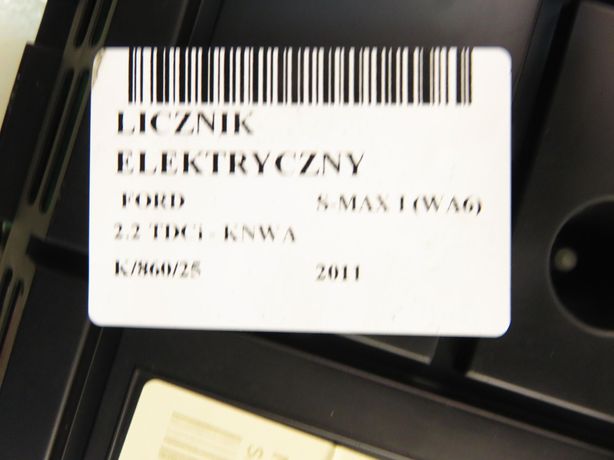 LICZNIK
ELEKTRYCZNY
FORD S-MAX I (WA6)
2.2 TDCi - KNWA
K/860/25 2011